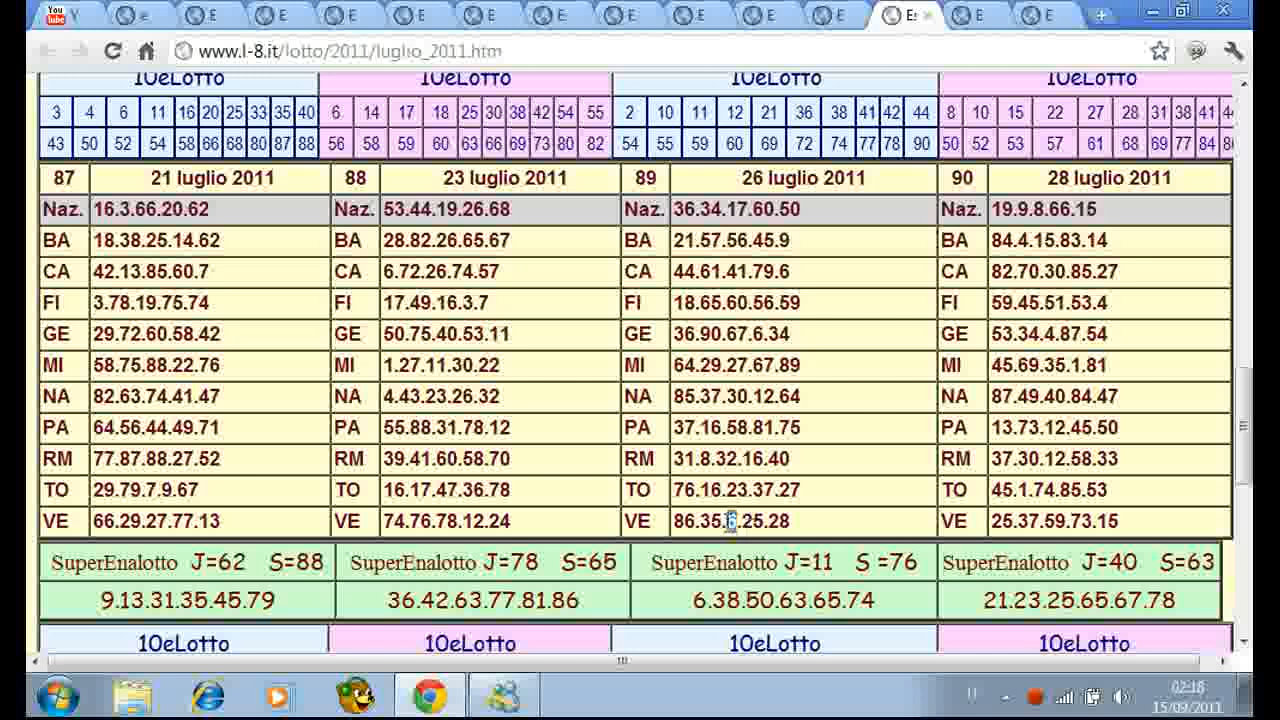 You Tube V e E E E E E E E E E E Es E E
www.l-8.it/lotto/2011/luglio_2011.htm
10eLotto 10eLotto 10eLotto 10eLotto
3 4 6 11 16 20 25 33 35 40 6 14 17 18 25 30 38 42 54 55 2 10 11 12 21 36 38 41 42 44 8 10 15 22 27 28 31 38 41
43 50 52 54 58 66 68 80 87 88 56 58 59 60 63 66 69 73 80 82 54 55 59 60 69 72 74 77 78 90 50 52 53 57 61 68 69 77 84
87 21 luglio 2011 88 23 luglio 2011 89 26 luglio 2011 90 28 luglio 2011
Naz. 16.3.66.20.62 Naz. 53.44.19.26.68 Naz. 36.34.17.60.50 Naz. 19.9.8.66.15
BA 18.38.25.14.62 BA 28.82.26.65.67 BA 21.57.56.45.9 BA 84.4.15.83.14
CA 42.13.85.60.7 CA 6.72.26.74.57 CA 44.61.41.79.6 CA 82.70.30.85.27
FI 3.78.19.75.74 FI 17.49.16.3.7 FI 18.65.60.56.59 FI 59.45.51.53.4
GE 29.72.60.58.42 GE 50.75.40.53.11 GE 36.90.67.6.34 GE 53.34.4.87.54
MI 58.75.88.22.76 MI 1.27.11.30.22 MI 64.29.27.67.89 MI 45.69.35.1.81
NA 82.63.74.41.47 NA 4.43.23.26.32 NA 85.37.30.12.64 NA 87.49.40.84.47
PA 64.56.44.49.71 PA 55.88.31.78.12 PA 37.16.58.81.75 PA 13.73.12.45.50
RM 77.87.88.27.52 RM 39.41.60.58.70 RM 31.8.32.16.40 RM 37.30.12.58.33
TO 29.79.7.9.67 TO 16.17.47.36.78 TO 76.16.23.37.27 TO 45.1.74.85.53
VE 66.29.27.77.13 VE 74.76.78.12.24 VE 86.35.6.25.28 VE 25.37.59.73.15
SuperEnalotto J=62 S=88 SuperEnalotto J=78 S=65 SuperEnalotto J=11 S =76 SuperEnalotto J=40 S=63
9.13.31.35.45.79 36.42.63.77.81.86 6.38.50.63.65.74 21.23.25.65.67.78
10eLotto 10eLotto 10eLotto 10eLotto
IT 02:18
15/09/2011